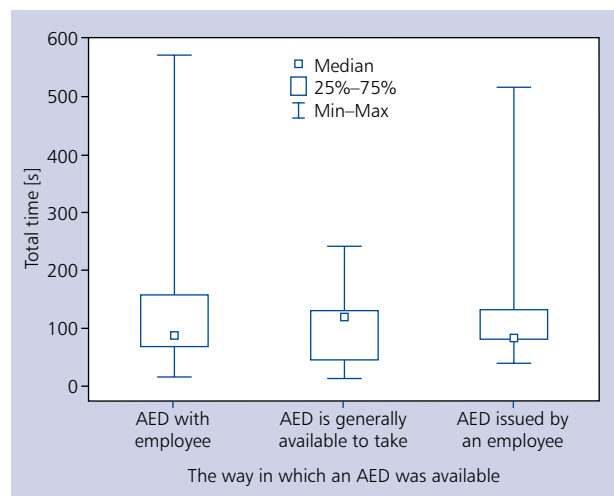 600
500
400
300
200
100
0
Total time [s]
Median
25%–75%
Min–Max
AED with
employee
AED is generally
available to take
AED issued by
an employee
The way in which an AED was available